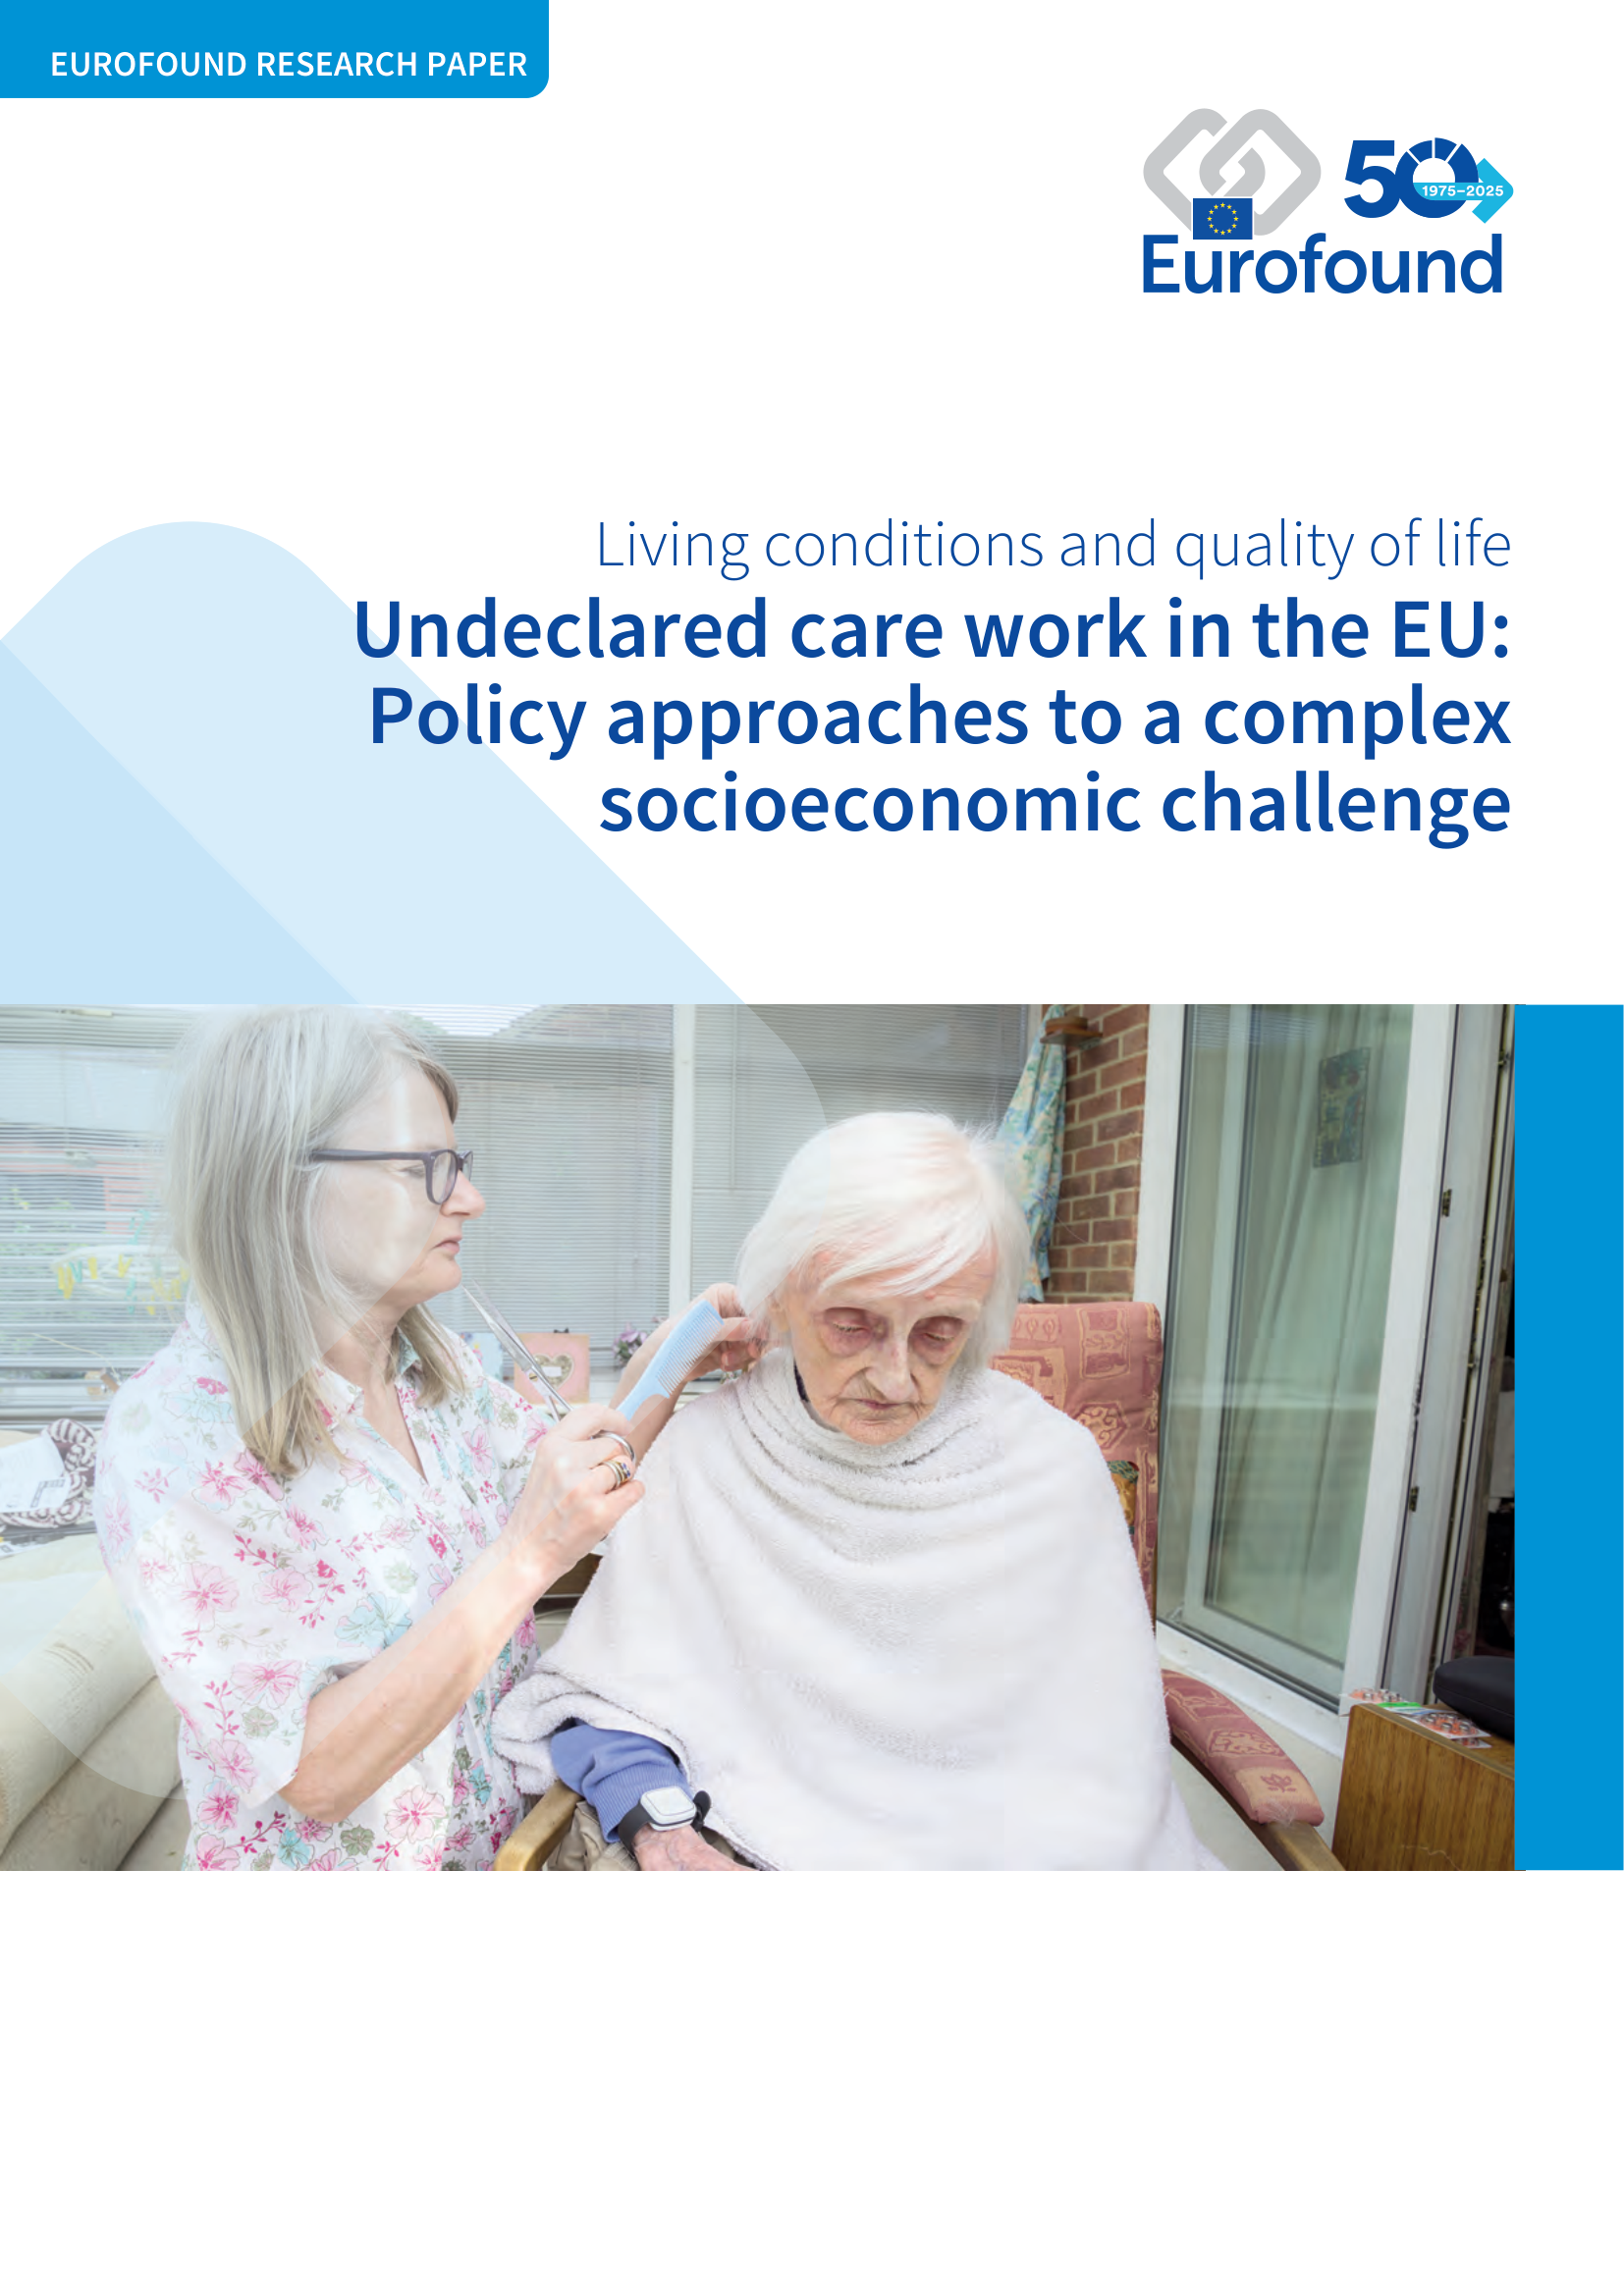 EUROFOUND RESEARCH PAPER
50
1975–2025
Eurofound
Living conditions and quality of life
Undeclared care work in the EU:
Policy approaches to a complex
socioeconomic challenge